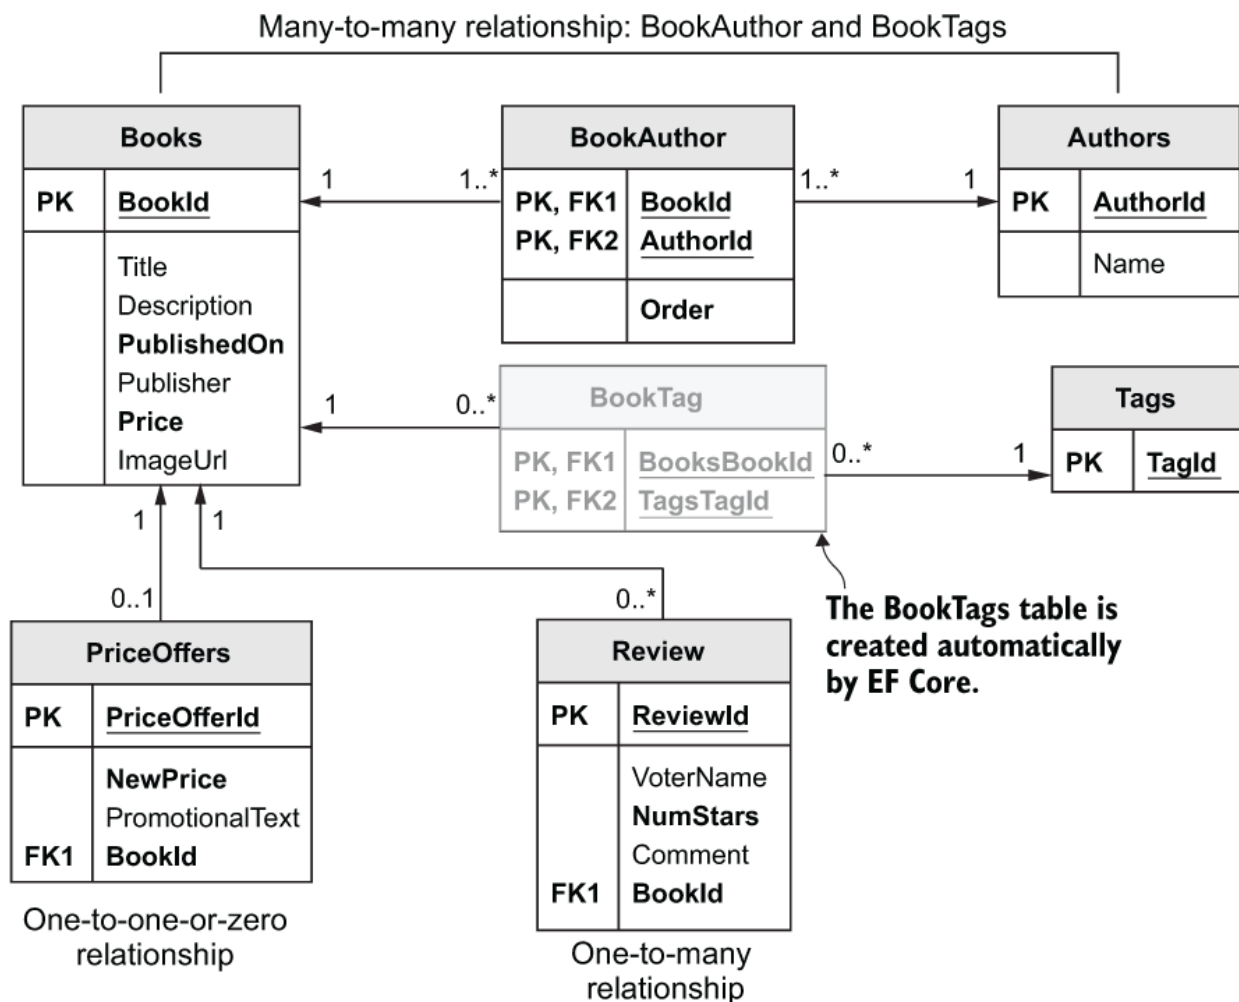 Many-to-many relationship: BookAuthor and BookTags
Books
PK BookId
Title
Description
PublishedOn
Publisher
Price
ImageUrl
1
1..*
BookAuthor
PK, FK1 BookId
PK, FK2 AuthorId
Order
1..*
1
Authors
PK AuthorId
Name
1
0..*
BookTag
PK, FK1 BooksBookId
PK, FK2 TagsTagId
0..*
1
Tags
PK TagId
The BookTags table is
created automatically
by EF Core.
1
0..1
PriceOffers
PK PriceOfferId
NewPrice
PromotionalText
FK1 BookId
One-to-one-or-zero
relationship
1
0..*
Review
PK ReviewId
VoterName
NumStars
Comment
FK1 BookId
One-to-many
relationship